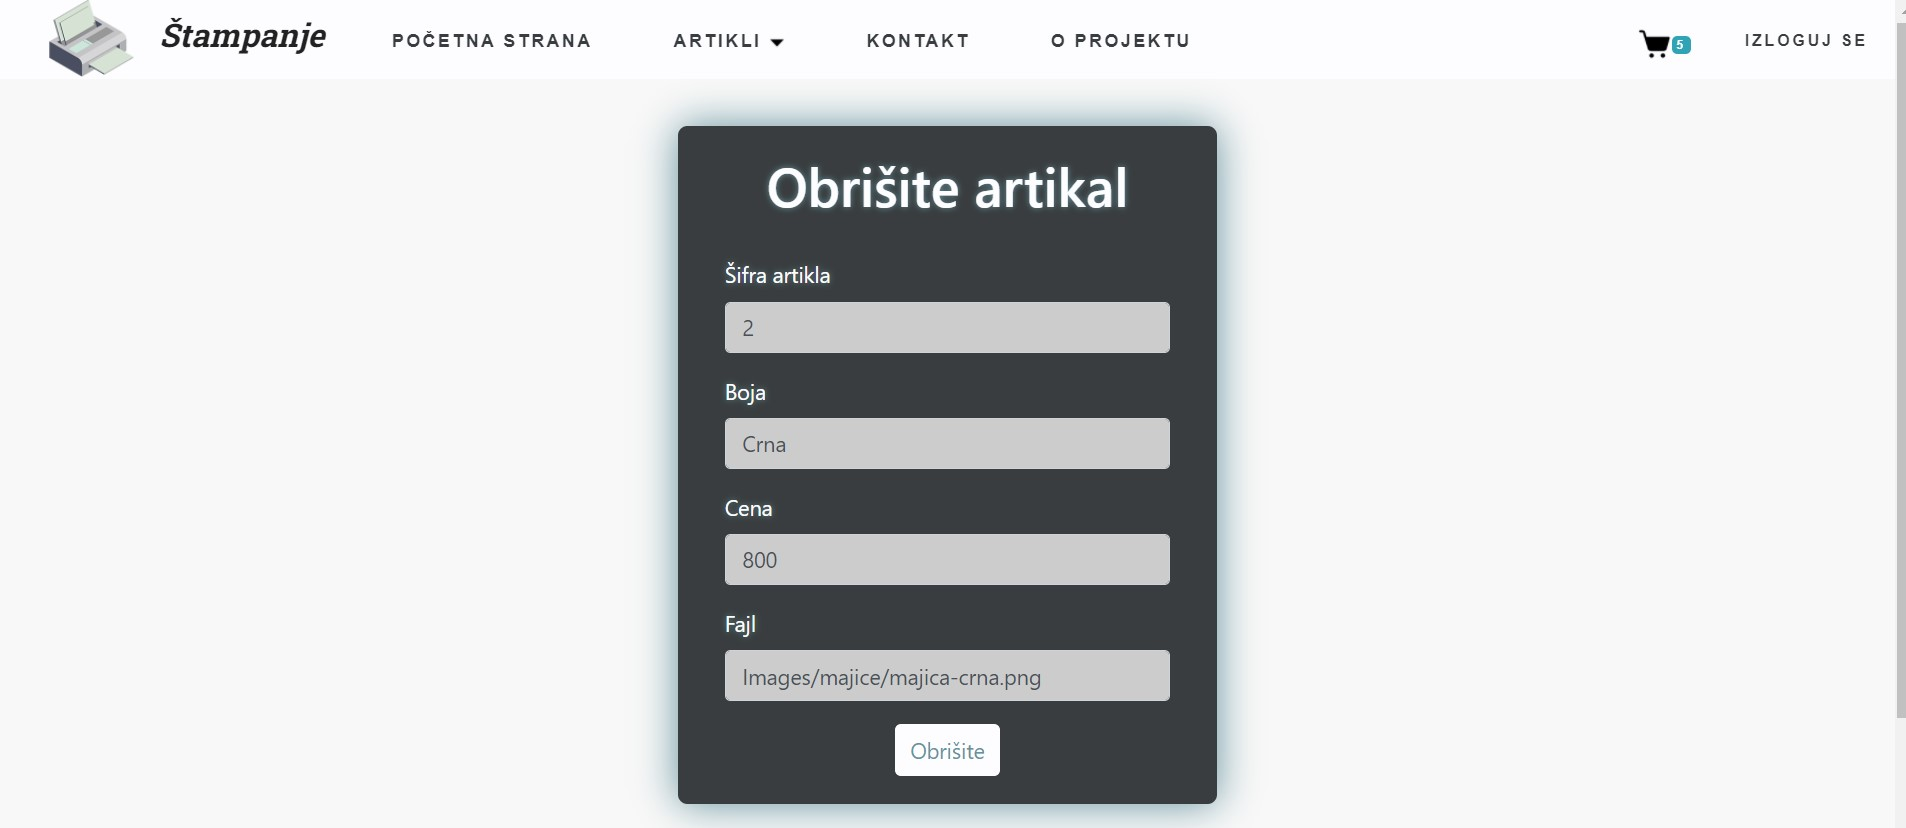 Štampanje
POČETNA STRANA
ARTIKLI
KONTAKT
O PROJEKTU
5
IZLOGUJ SE
Obrišite artikal
Šifra artikla
2
Boja
Crna
Cena
800
Fajl
Images/majice/majica-crna.png
Obrišite